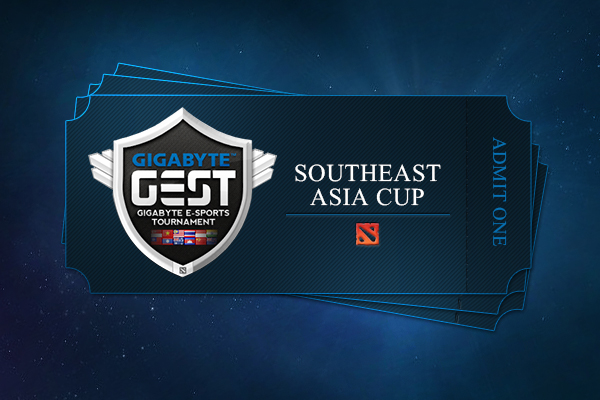 GIGABYTE
GEST
GIGABYTE E-SPORTS
TOURNAMENT
SOUTHEAST
ASIA CUP
ADMIT ONE